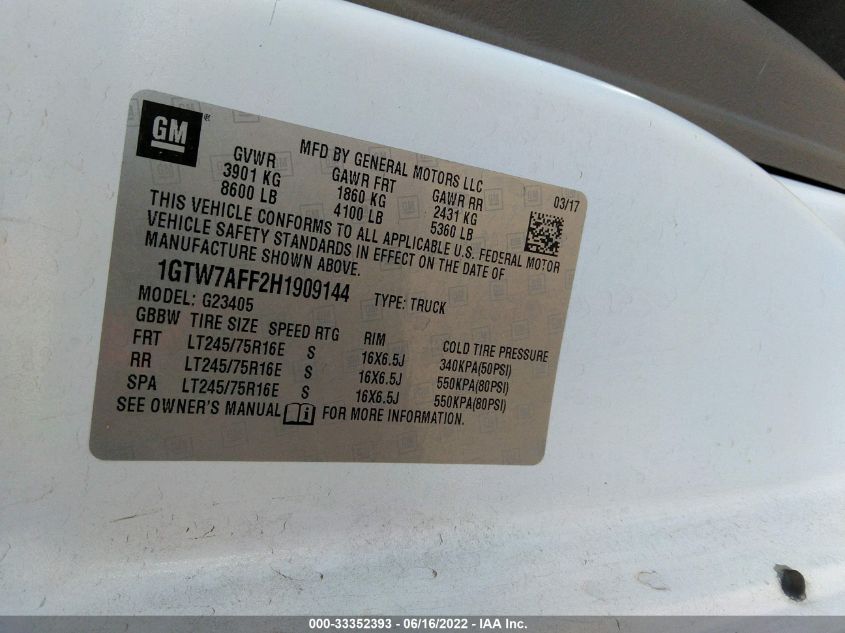 GM®
MFD BY GENERAL MOTORS LLC
03/17
GVWR GAWR FRT GAWR RR
3901 KG 1860 KG 2431 KG
8600 LB 4100 LB 5360 LB
THIS VEHICLE CONFORMS TO ALL APPLICABLE U.S. FEDERAL MOTOR
VEHICLE SAFETY STANDARDS IN EFFECT ON THE DATE OF
MANUFACTURE SHOWN ABOVE.
1GTW7AFF2H1909144 TYPE: TRUCK
MODEL: G23405
GBBW TIRE SIZE SPEED RTG RIM COLD TIRE PRESSURE
FRT LT245/75R16E S 16X6.5J 340KPA(50PSI)
RR LT245/75R16E S 16X6.5J 550KPA(80PSI)
SPA LT245/75R16E S 16X6.5J 550KPA(80PSI)
SEE OWNER'S MANUAL FOR MORE INFORMATION.
000-33352393 - 06/16/2022 - IAA Inc.